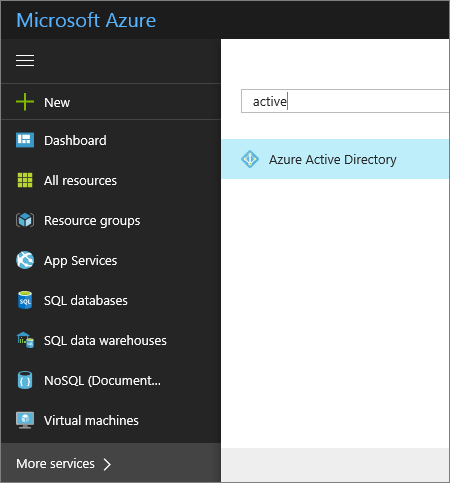 Microsoft Azure
New
active
Dashboard
Azure Active Directory
All resources
Resource groups
App Services
SQL
SQL databases
SQL data warehouses
NoSQL (Document...
Virtual machines
More services